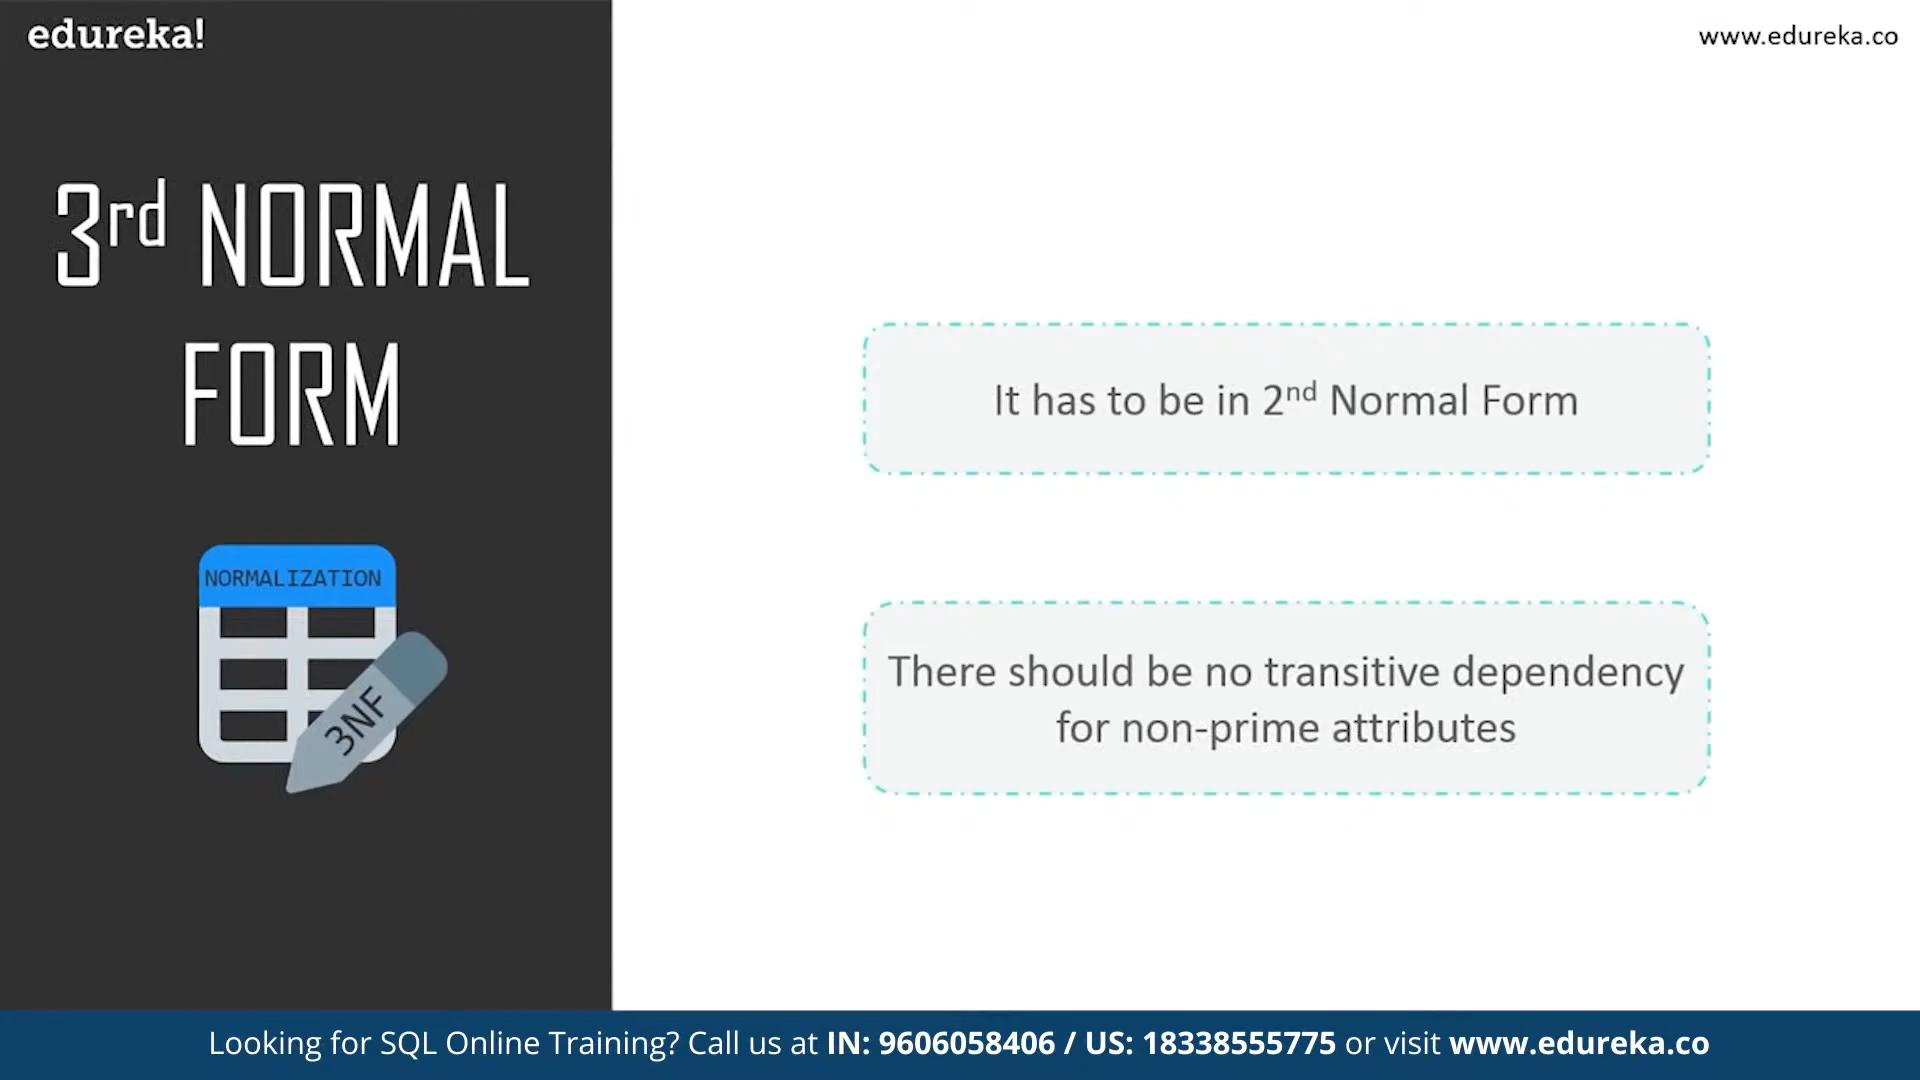 edureka!
www.edureka.co
3rd NORMAL
FORM
NORMALIZATION
3NF
It has to be in 2nd Normal Form
There should be no transitive dependency
for non-prime attributes
Looking for SQL Online Training? Call us at IN: 9606058406 / US: 18338555775 or visit www.edureka.co